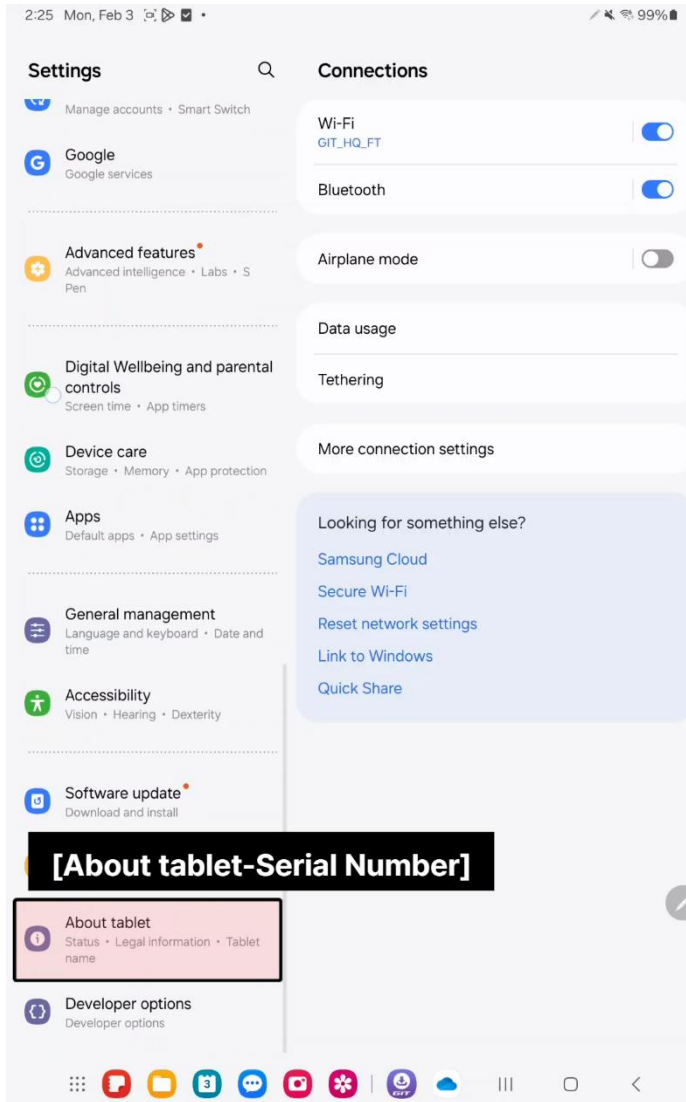 2:25 Mon, Feb 3
99%
Settings
Manage accounts • Smart Switch
Google
Google services
Advanced features
Advanced intelligence • Labs • S
Pen
Digital Wellbeing and parental
controls
Screen time • App timers
Device care
Storage • Memory • App protection
Apps
Default apps • App settings
General management
Language and keyboard • Date and
time
Accessibility
Vision • Hearing • Dexterity
Software update
Download and install
[About tablet-Serial Number]
About tablet
Status • Legal information • Tablet
name
Developer options
Developer options
Connections
Wi-Fi
GIT_HQ_FT
Bluetooth
Airplane mode
Data usage
Tethering
More connection settings
Looking for something else?
Samsung Cloud
Secure Wi-Fi
Reset network settings
Link to Windows
Quick Share
3
GIT